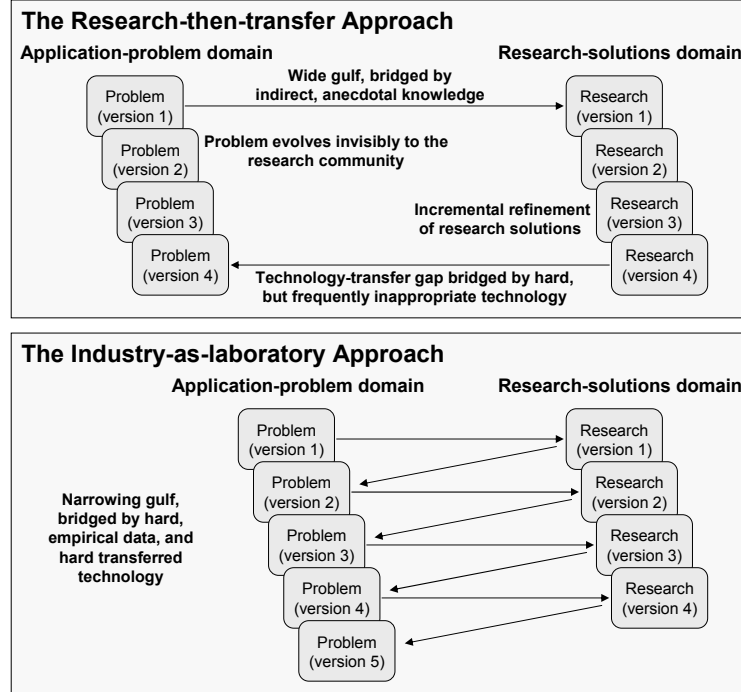 The Research-then-transfer Approach
Application-problem domain
Research-solutions domain
Wide gulf, bridged by
indirect, anecdotal knowledge
Problem
(version 1)
Research
(version 1)
Problem evolves invisibly to the
research community
Problem
(version 2)
Research
(version 2)
Problem
(version 3)
Incremental refinement
of research solutions
Research
(version 3)
Problem
(version 4)
Research
(version 4)
Technology-transfer gap bridged by hard,
but frequently inappropriate technology
The Industry-as-laboratory Approach
Application-problem domain
Research-solutions domain
Problem
(version 1)
Research
(version 1)
Problem
(version 2)
Research
(version 2)
Narrowing gulf,
bridged by hard,
empirical data, and
hard transferred
technology
Problem
(version 3)
Research
(version 3)
Problem
(version 4)
Research
(version 4)
Problem
(version 5)